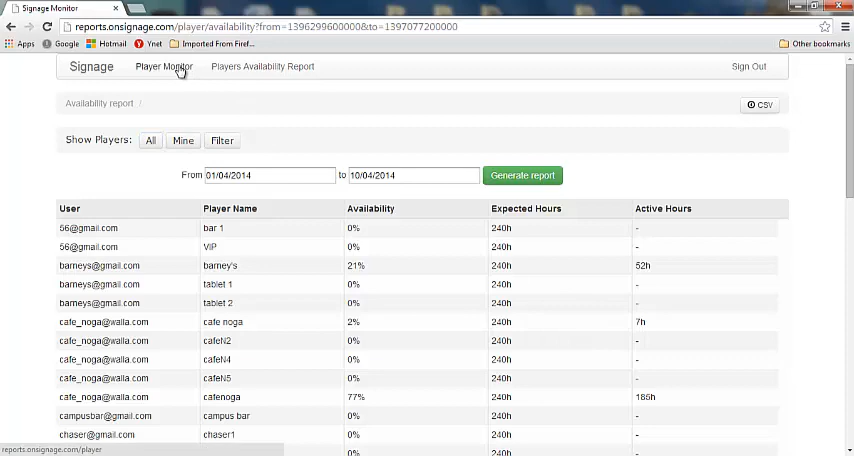 Signage Monitor
reports.onsignage.com/player/availability?from=1396299600000&to=1397077200000
Apps Google Hotmail Ynet Imported From Firef... Other bookmarks
Signage Player Monitor Players Availability Report Sign Out
Availability report / CSV
Show Players: All Mine Filter
From 01/04/2014 to 10/04/2014 Generate report
User Player Name Availability Expected Hours Active Hours
56@gmail.com bar 1 0% 240h -
56@gmail.com VIP 0% 240h -
barneys@gmail.com barney's 21% 240h 52h
barneys@gmail.com tablet 1 0% 240h -
barneys@gmail.com tablet 2 0% 240h -
cafe_noga@walla.com cafe noga 2% 240h 7h
cafe_noga@walla.com cafeN2 0% 240h -
cafe_noga@walla.com cafeN4 0% 240h -
cafe_noga@walla.com cafeN5 0% 240h -
cafe_noga@walla.com cafenoga 77% 240h 185h
campusbar@gmail.com campus bar 0% 240h -
chaser@gmail.com chaser1 0% 240h -
0% 240h -
reports.onsignage.com/player